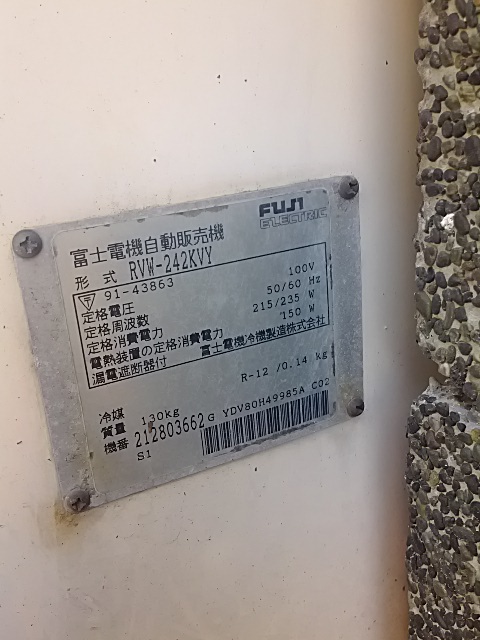 FUJI
ELECTRIC
富士電機自動販売機
形式 RVW-242KVY
〒 91-43863
定格電圧 100V
定格周波数 50/60 Hz
定格消費電力 215/235 W
電熱装置の定格消費電力 150 W
漏電遮断器付 富士電機冷機製造株式会社
冷媒 R-12 /0.14 kg
質量 130kg
機番 212803662G YDV80H49985A C02
S1